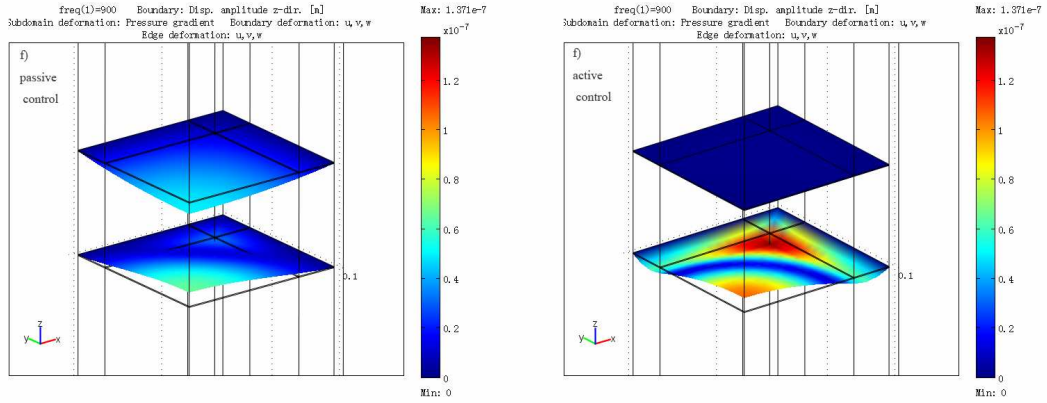 freq(1)=900 Boundary: Disp. amplitude z-dir. [m] Max: 1.371e-7
Subdomain deformation: Pressure gradient Boundary deformation: u,v,w
Edge deformation: u,v,w
x10⁻⁷
f)
passive
control
1.2
1
0.8
0.6
0.4
0.2
0
0.1
z
y x
Min: 0
freq(1)=900 Boundary: Disp. amplitude z-dir. [m] Max: 1.371e-7
Subdomain deformation: Pressure gradient Boundary deformation: u,v,w
Edge deformation: u,v,w
x10⁻⁷
f)
active
control
1.2
1
0.8
0.6
0.4
0.2
0
0.1
z
y x
Min: 0